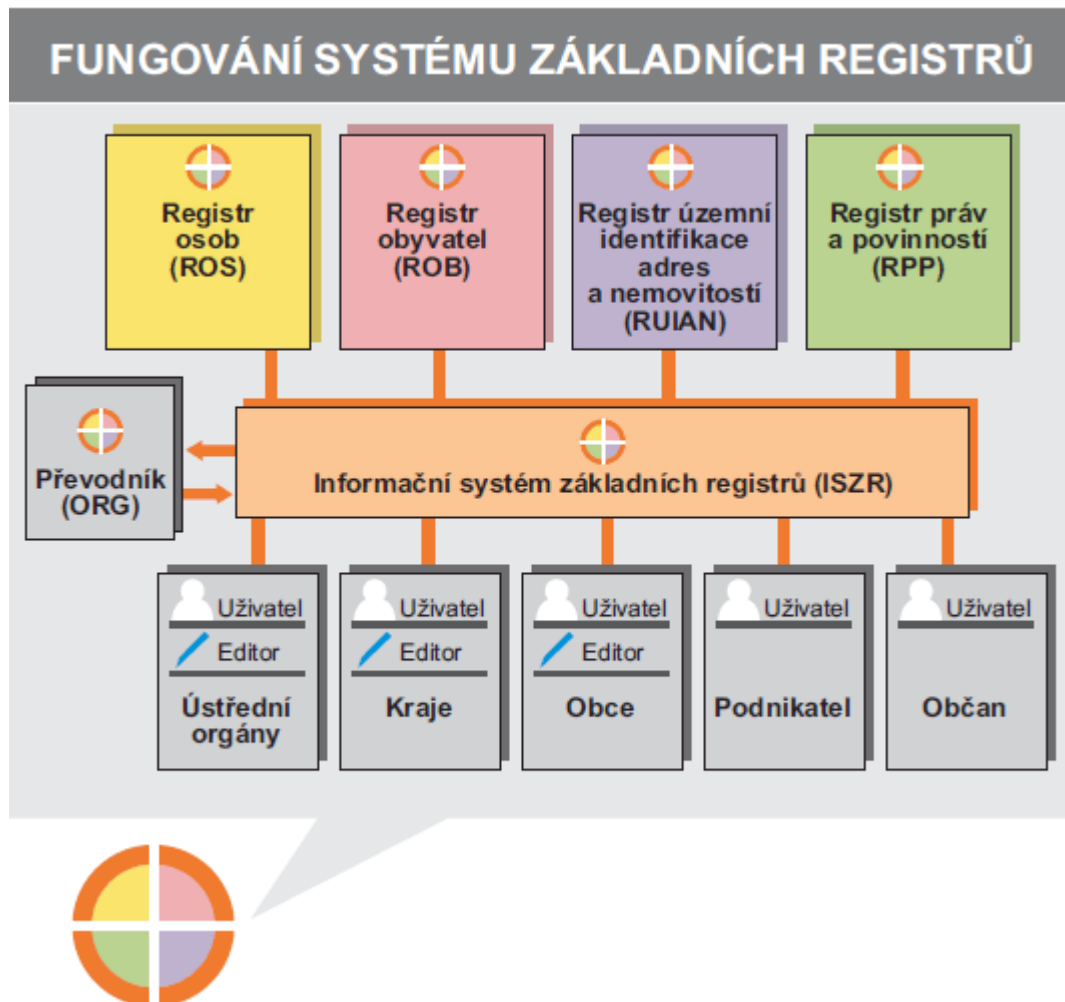 FUNGOVÁNÍ SYSTÉMU ZÁKLADNÍCH REGISTRŮ
Registr
osob
(ROS)
Registr
obyvatel
(ROB)
Registr územní
identifikace
adres
a nemovitostí
(RUIAN)
Registr práv
a povinností
(RPP)
Převodník
(ORG)
Informační systém základních registrů (ISZR)
Uživatel
Editor
Ústřední
orgány
Uživatel
Editor
Kraje
Uživatel
Editor
Obce
Uživatel
Podnikatel
Uživatel
Občan